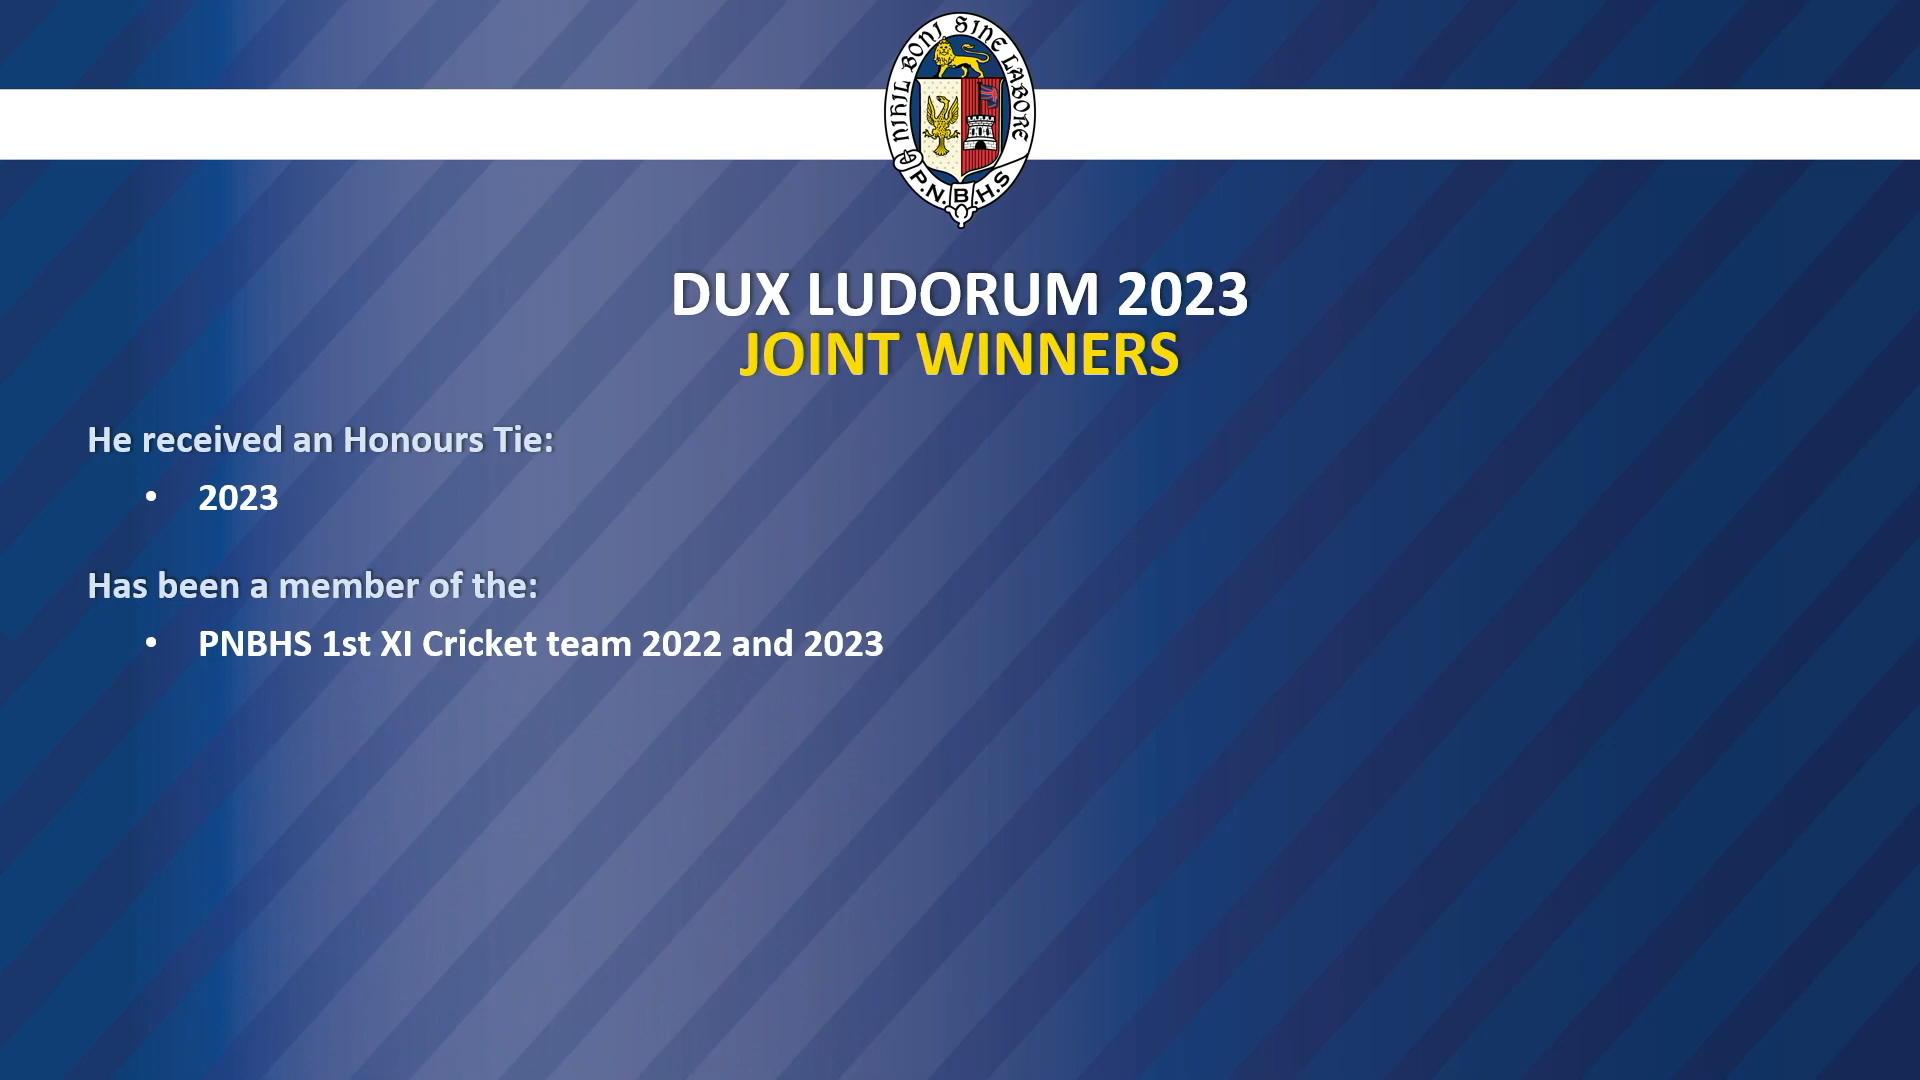 NIHIL BONI SINE LABORE
P.N.B.H.S
DUX LUDORUM 2023
JOINT WINNERS
He received an Honours Tie:
• 2023
Has been a member of the:
• PNBHS 1st XI Cricket team 2022 and 2023